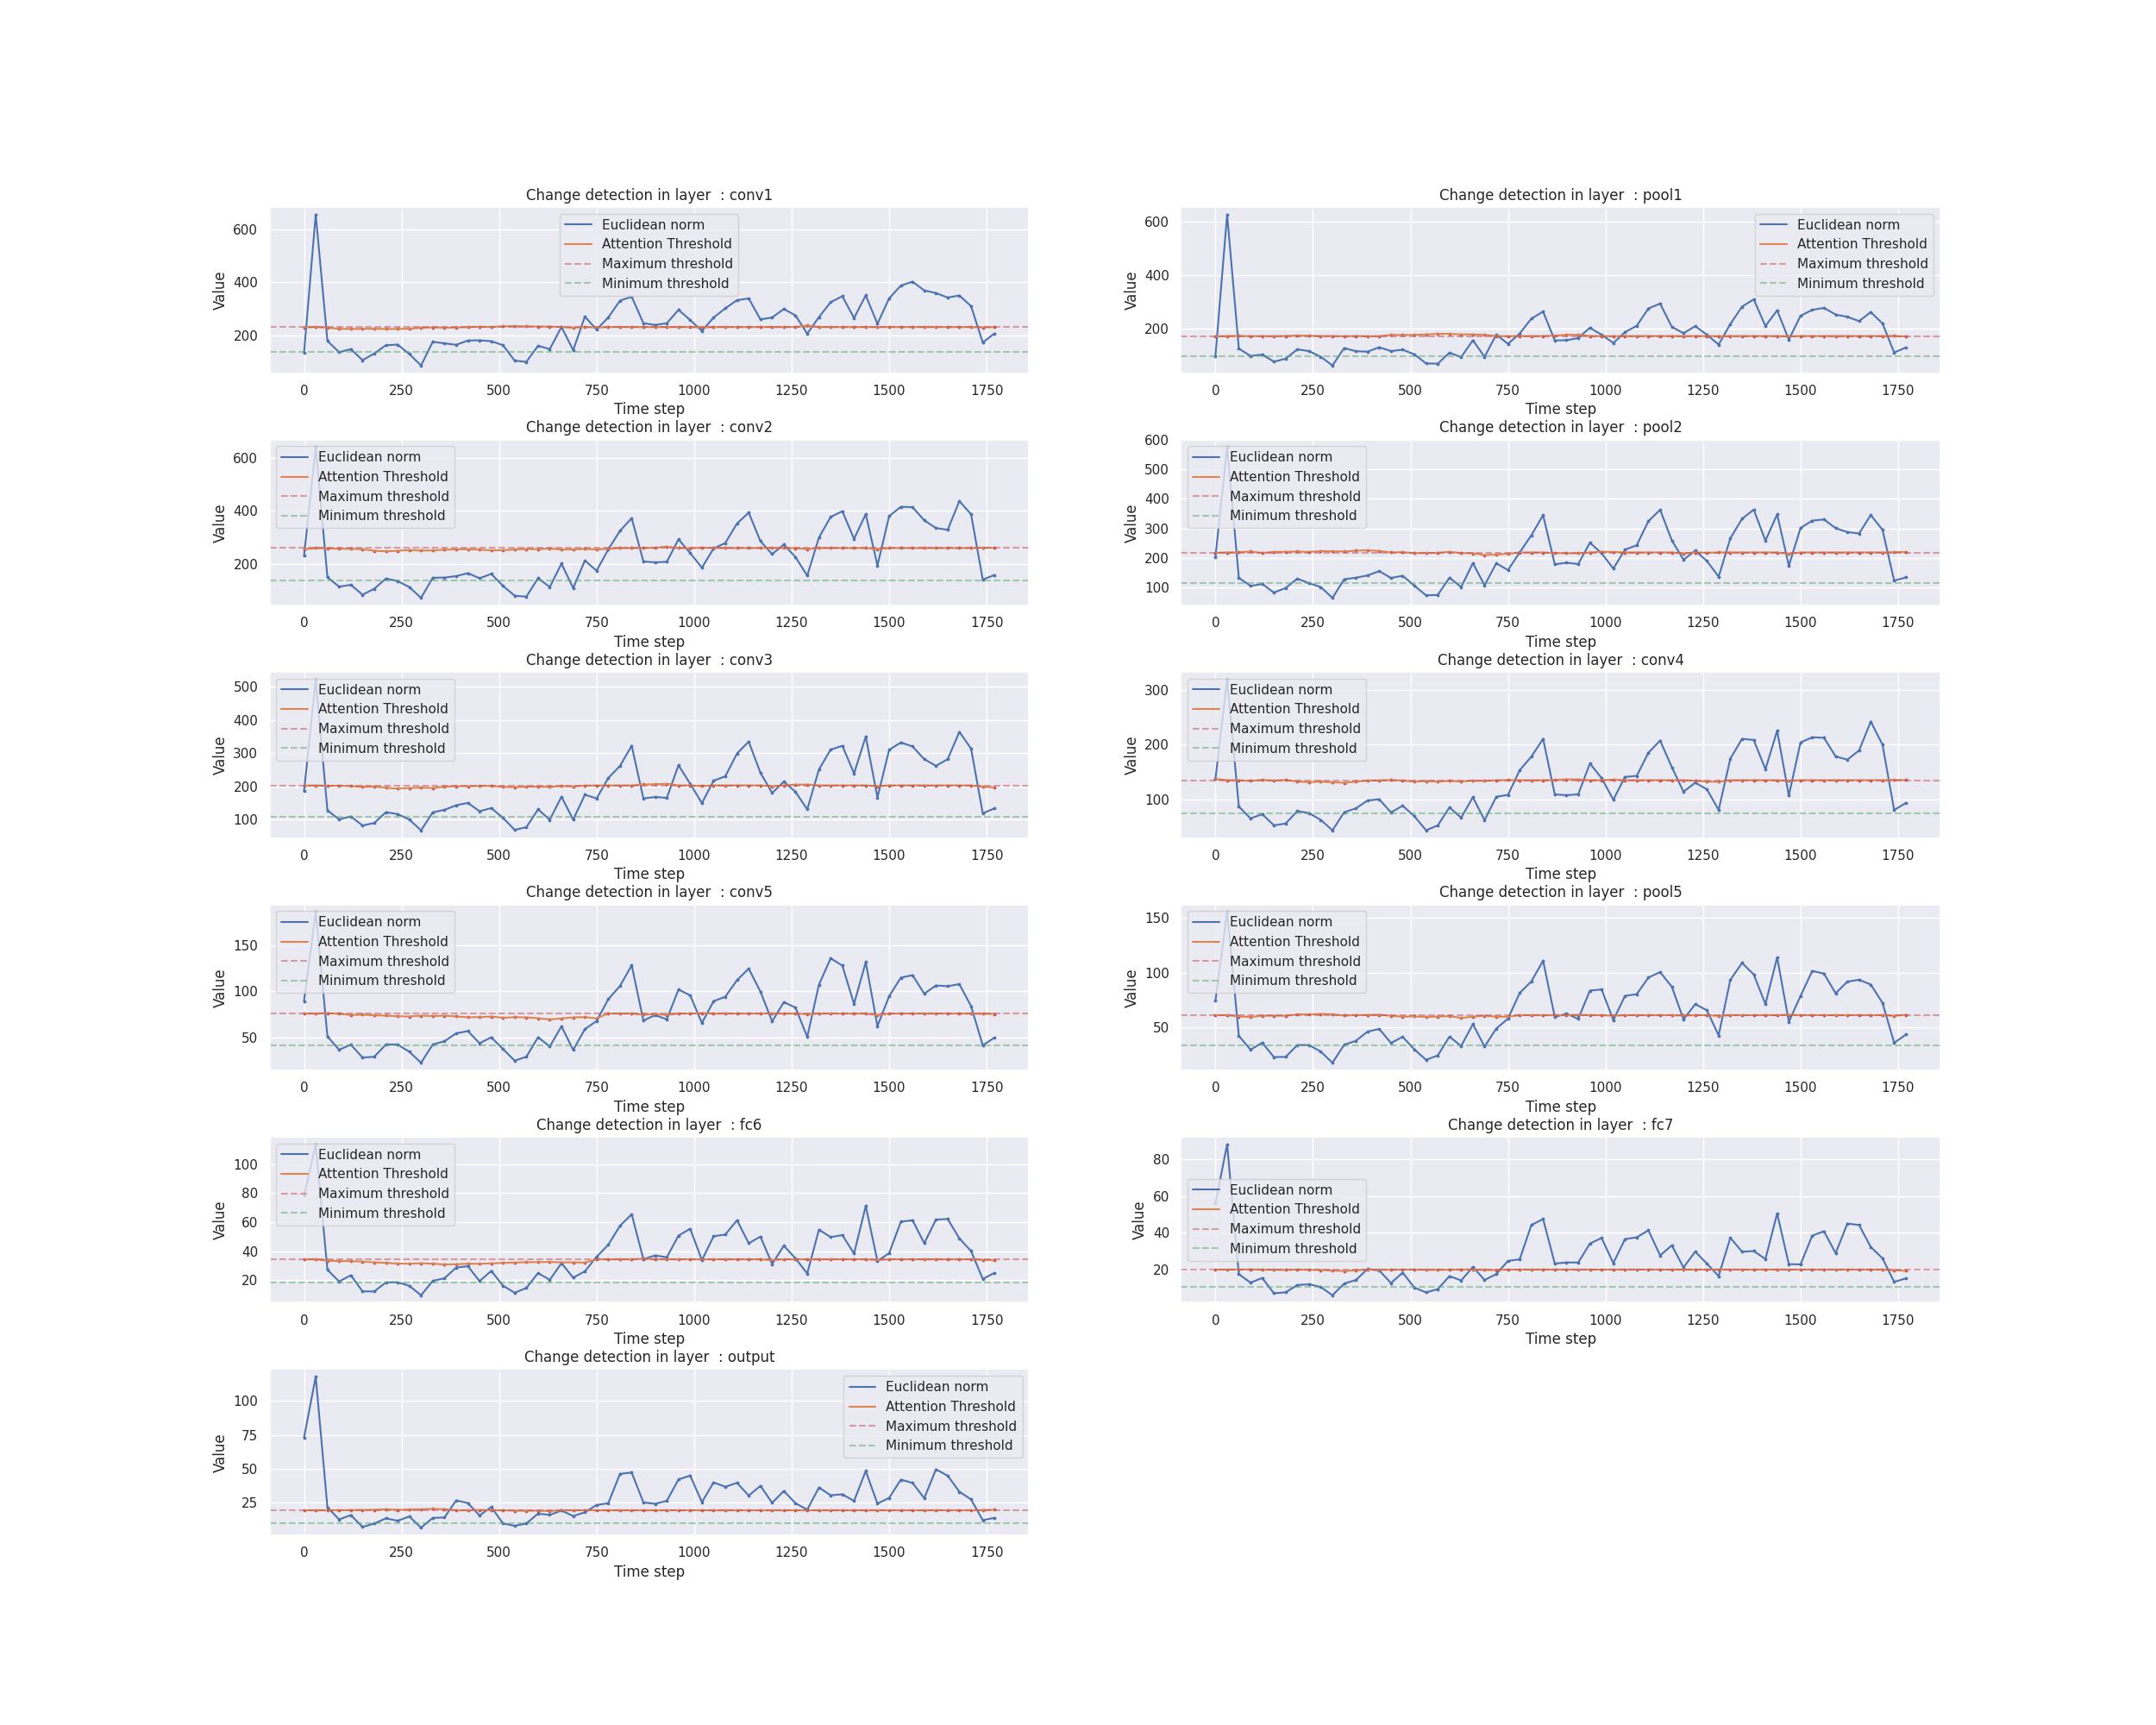 Change detection in layer : conv1
Value
600
400
200
Euclidean norm
Attention Threshold
Maximum threshold
Minimum threshold
0 250 500 750 1000 1250 1500 1750
Time step
Change detection in layer : pool1
Value
600
400
200
Euclidean norm
Attention Threshold
Maximum threshold
Minimum threshold
0 250 500 750 1000 1250 1500 1750
Time step
Change detection in layer : conv2
Value
600
400
200
Euclidean norm
Attention Threshold
Maximum threshold
Minimum threshold
0 250 500 750 1000 1250 1500 1750
Time step
Change detection in layer : pool2
Value
600
500
400
300
200
100
Euclidean norm
Attention Threshold
Maximum threshold
Minimum threshold
0 250 500 750 1000 1250 1500 1750
Time step
Change detection in layer : conv3
Value
500
400
300
200
100
Euclidean norm
Attention Threshold
Maximum threshold
Minimum threshold
0 250 500 750 1000 1250 1500 1750
Time step
Change detection in layer : conv4
Value
300
200
100
Euclidean norm
Attention Threshold
Maximum threshold
Minimum threshold
0 250 500 750 1000 1250 1500 1750
Time step
Change detection in layer : conv5
Value
150
100
50
Euclidean norm
Attention Threshold
Maximum threshold
Minimum threshold
0 250 500 750 1000 1250 1500 1750
Time step
Change detection in layer : pool5
Value
150
100
50
Euclidean norm
Attention Threshold
Maximum threshold
Minimum threshold
0 250 500 750 1000 1250 1500 1750
Time step
Change detection in layer : fc6
Value
100
80
60
40
20
Euclidean norm
Attention Threshold
Maximum threshold
Minimum threshold
0 250 500 750 1000 1250 1500 1750
Time step
Change detection in layer : fc7
Value
80
60
40
20
Euclidean norm
Attention Threshold
Maximum threshold
Minimum threshold
0 250 500 750 1000 1250 1500 1750
Time step
Change detection in layer : output
Value
100
75
50
25
Euclidean norm
Attention Threshold
Maximum threshold
Minimum threshold
0 250 500 750 1000 1250 1500 1750
Time step